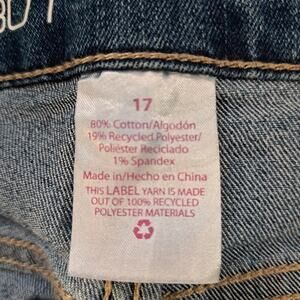 17
80% Cotton/Algodón
19% Recycled Polyester/
Poliéster Reciclado
1% Spandex
Made in/Hecho en China
THIS LABEL YARN IS MADE
OUT OF 100% RECYCLED
POLYESTER MATERIALS